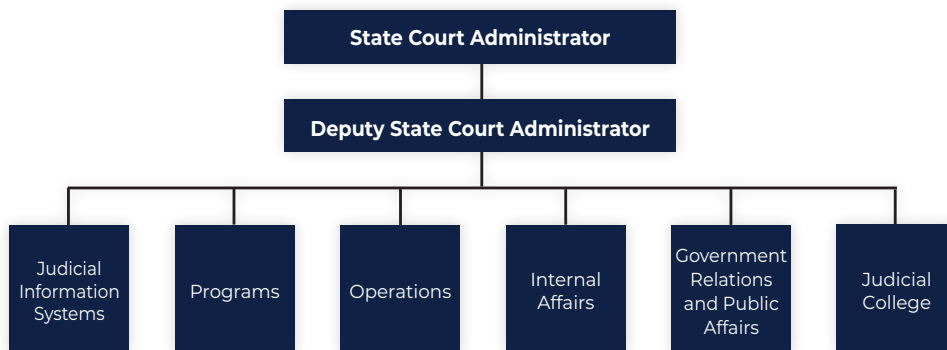 State Court Administrator
Deputy State Court Administrator
Judicial
Information
Systems
Programs
Operations
Internal
Affairs
Government
Relations
and Public
Affairs
Judicial
College